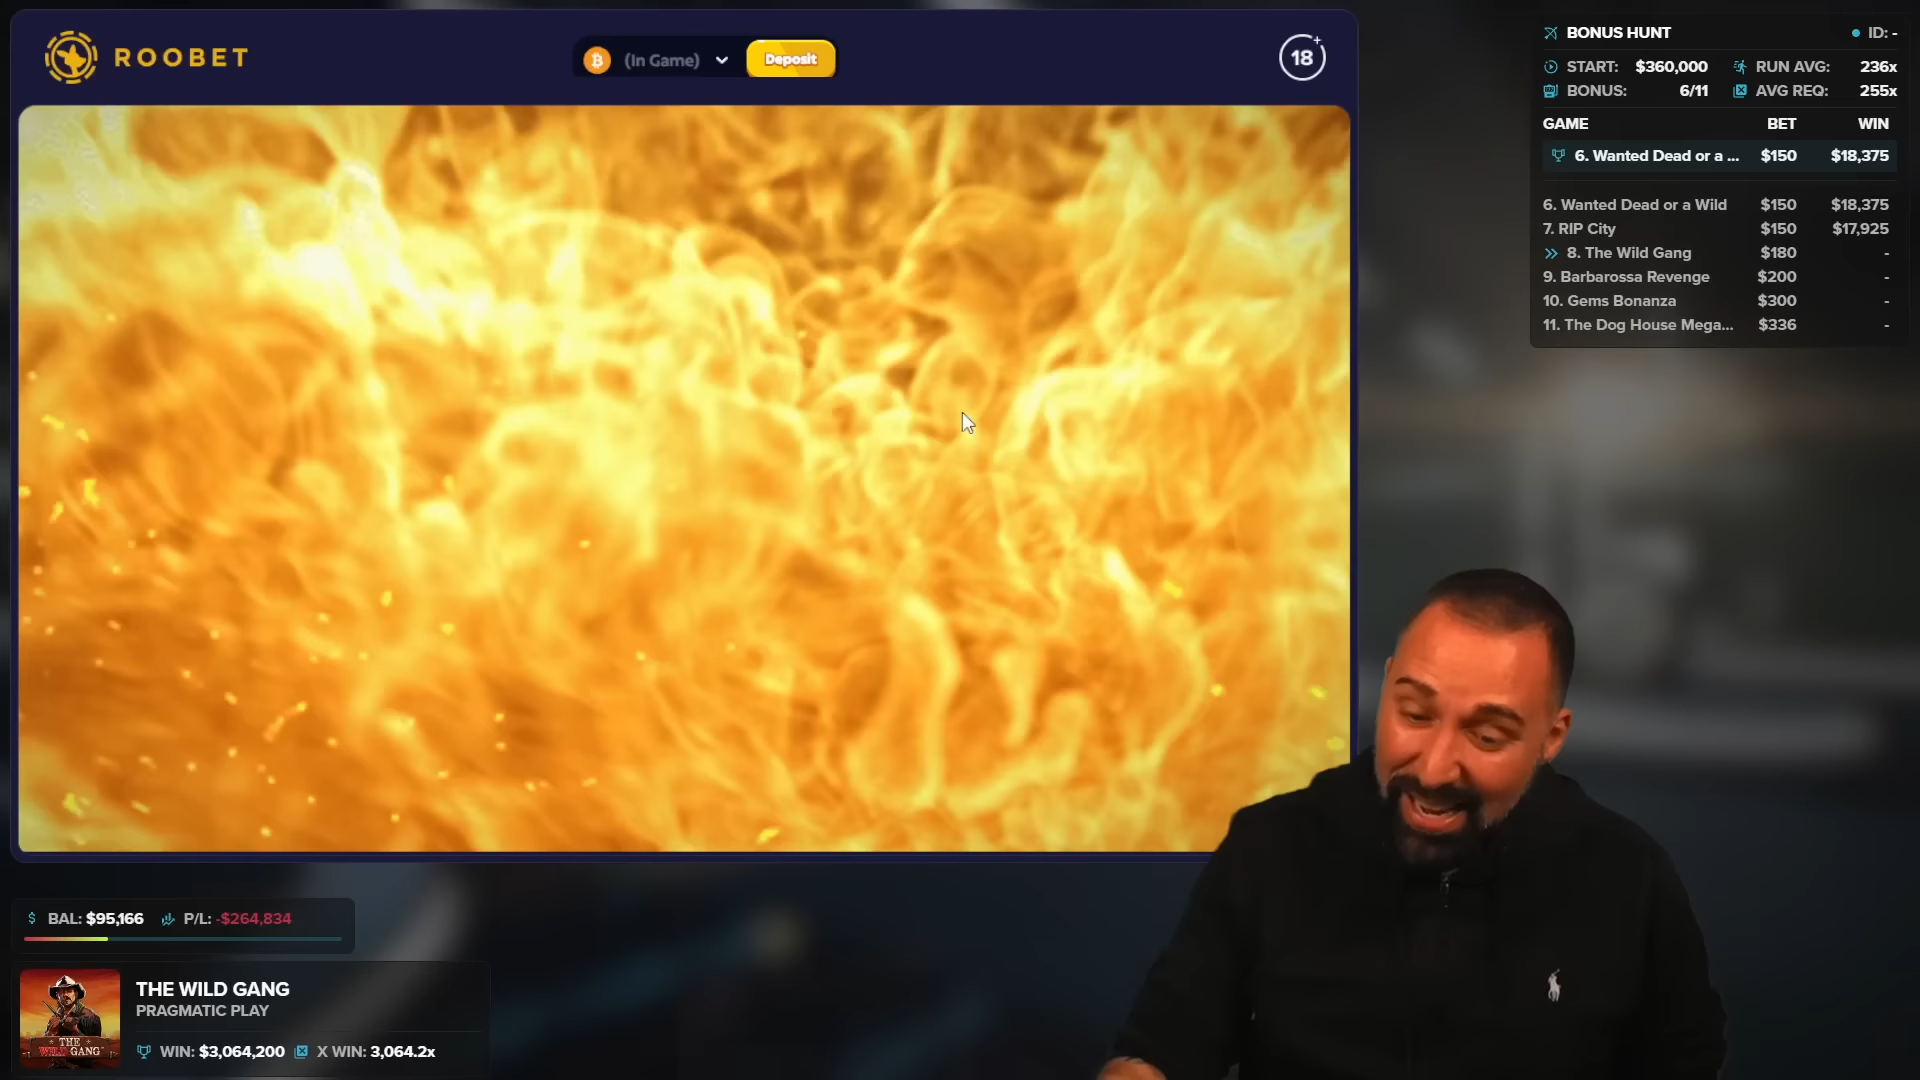 ROOBET
(In Game)
Deposit
18+
BONUS HUNT
ID: -
START: $360,000
RUN AVG: 236x
BONUS: 6/11
AVG REQ: 255x
GAME BET WIN
6. Wanted Dead or a ... $150 $18,375
6. Wanted Dead or a Wild $150 $18,375
7. RIP City $150 $17,925
8. The Wild Gang $180 -
9. Barbarossa Revenge $200 -
10. Gems Bonanza $300 -
11. The Dog House Mega... $336 -
BAL: $95,166 P/L: -$264,834
THE WILD GANG
PRAGMATIC PLAY
WIN: $3,064,200 X WIN: 3,064.2x
THE
WILD GANG